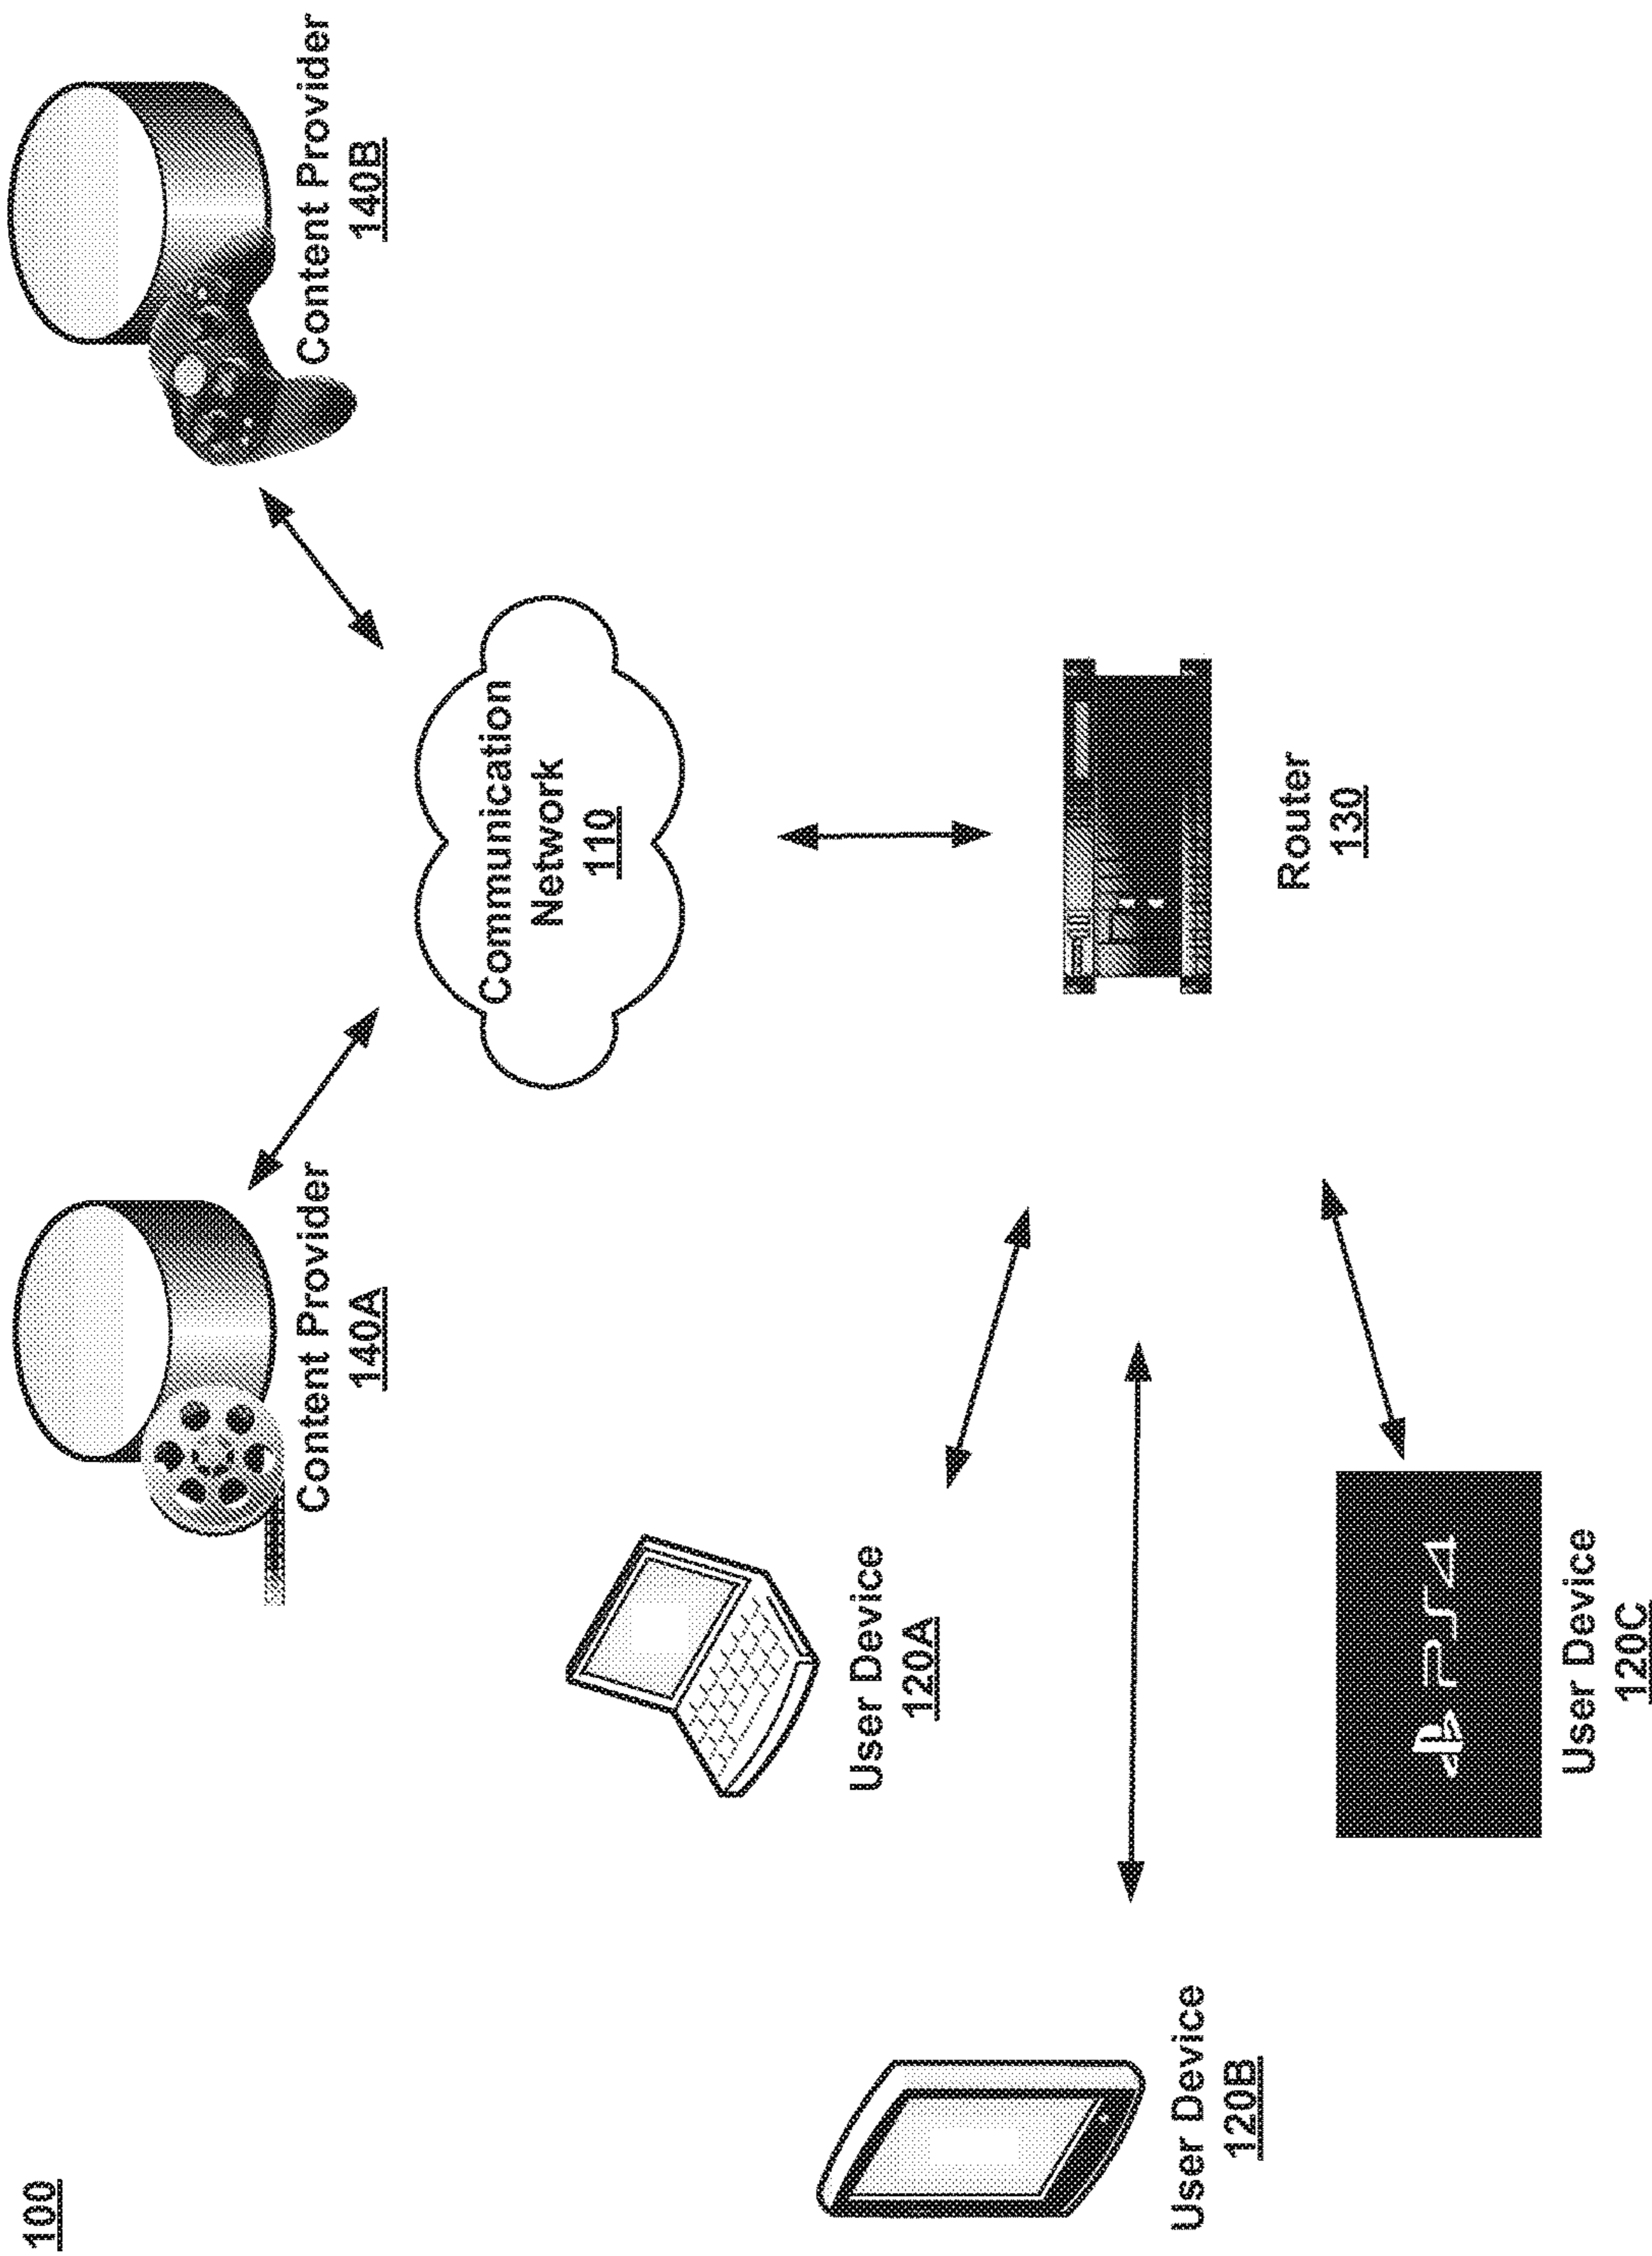 100
Content Provider
140A
Content Provider
140B
Communication
Network
110
User Device
120A
User Device
120B
PS4
User Device
120C
Router
130